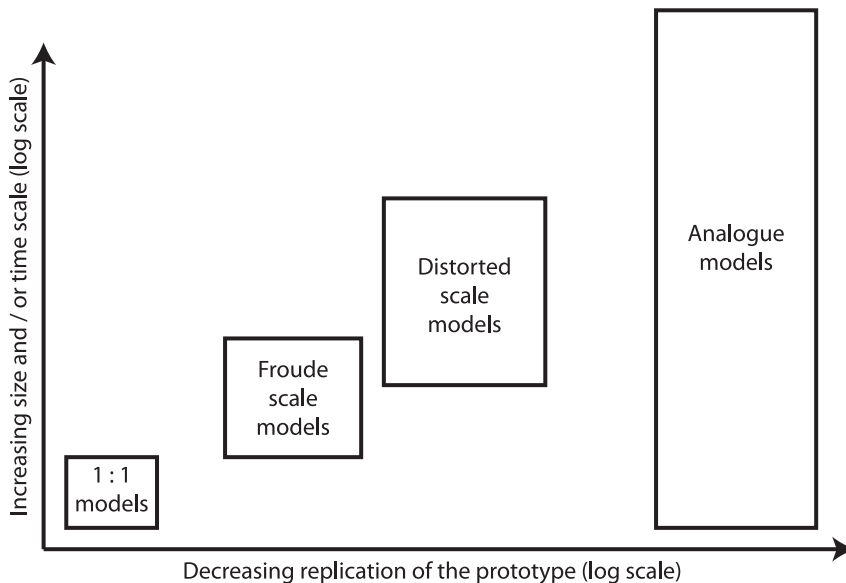 Increasing size and / or time scale (log scale)
Analogue
models
Distorted
scale
models
Froude
scale
models
1 : 1
models
Decreasing replication of the prototype (log scale)